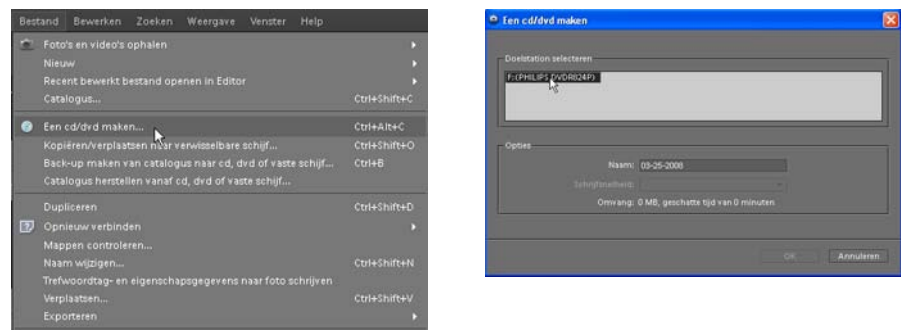 Bestand Bewerken Zoeken Weergave Venster Help
Foto's en video's ophalen
Nieuw
Recent bewerkt bestand openen in Editor
Catalogus... Ctrl+Shift+C
Een cd/dvd maken... Ctrl+Alt+C
Kopiëren/verplaatsen naar verwisselbare schijf... Ctrl+Shift+O
Back-up maken van catalogus naar cd, dvd of vaste schijf... Ctrl+B
Catalogus herstellen vanaf cd, dvd of vaste schijf...
Dupliceren Ctrl+Shift+D
Opnieuw verbinden
Mappen controleren...
Naam wijzigen... Ctrl+Shift+N
Trefwoordtag- en eigenschapsgegevens naar foto schrijven
Verplaatsen... Ctrl+Shift+V
Exporteren
Een cd/dvd maken
Doelstation selecteren
F:(PHILIPS DVDR824P)
Opties
Naam: 03-25-2008
Schrijfsnelheid:
Omvang: 0 MB, geschatte tijd van 0 minuten
OK Annuleren